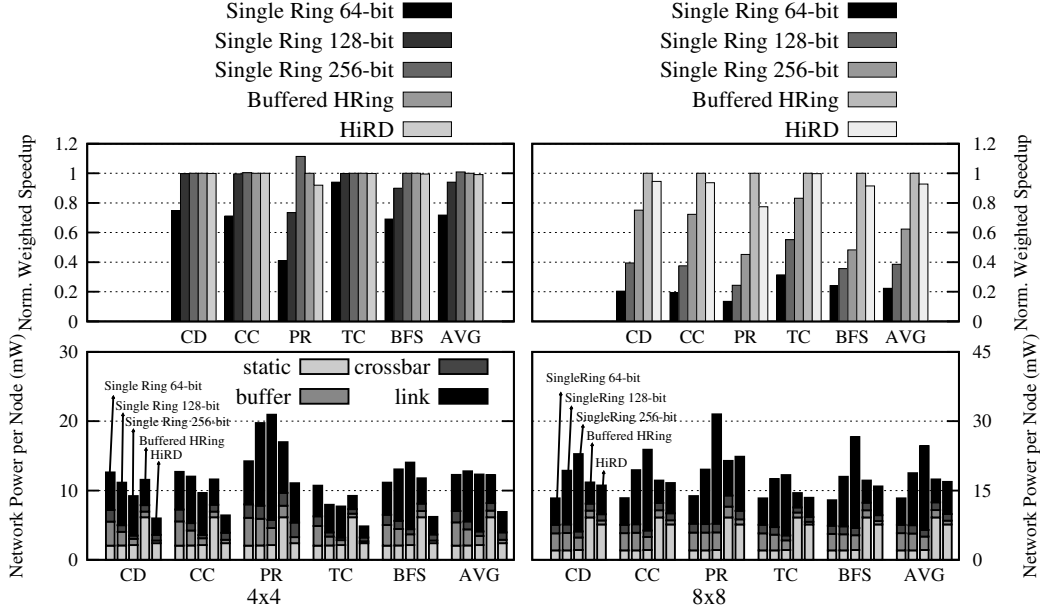 Single Ring 64-bit
Single Ring 128-bit
Single Ring 256-bit
Buffered HRing
HiRD
Single Ring 64-bit
Single Ring 128-bit
Single Ring 256-bit
Buffered HRing
HiRD
Norm. Weighted Speedup
1.2
1
0.8
0.6
0.4
0.2
0
CD CC PR TC BFS AVG
1.2
1
0.8
0.6
0.4
0.2
0
CD CC PR TC BFS AVG
Norm. Weighted Speedup
Network Power per Node (mW)
30
20
10
0
static crossbar
buffer link
Single Ring 64-bit
Single Ring 128-bit
Single Ring 256-bit
Buffered HRing
HiRD
CD CC PR TC BFS AVG
4x4
SingleRing 64-bit
SingleRing 128-bit
SingleRing 256-bit
Buffered HRing
HiRD
CD CC PR TC BFS AVG
8x8
45
30
15
0
Network Power per Node (mW)